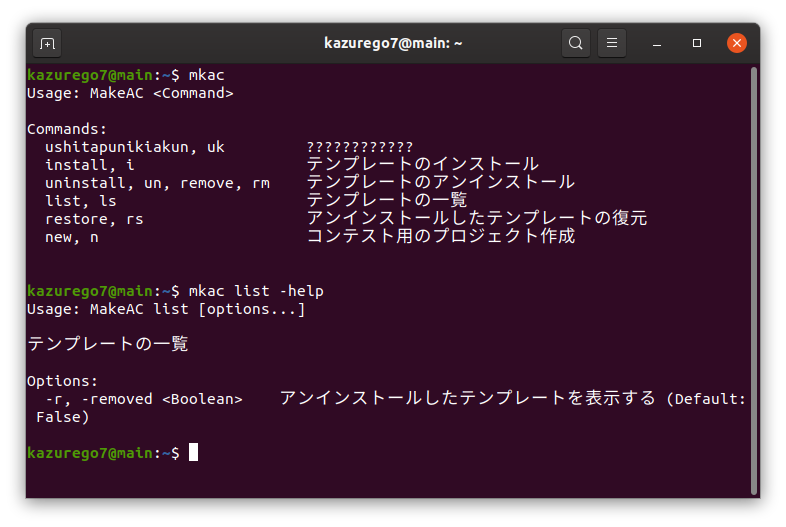 kazurego7@main: ~
kazurego7@main:~$ mkac
Usage: MakeAC <Command>
Commands:
ushitapunikiakun, uk ????????????
install, i テンプレートのインストール
uninstall, un, remove, rm テンプレートのアンインストール
list, ls テンプレートの一覧
restore, rs アンインストールしたテンプレートの復元
new, n コンテスト用のプロジェクト作成
kazurego7@main:~$ mkac list -help
Usage: MakeAC list [options...]
テンプレートの一覧
Options:
-r, -removed <Boolean> アンインストールしたテンプレートを表示する (Default:
False)
kazurego7@main:~$